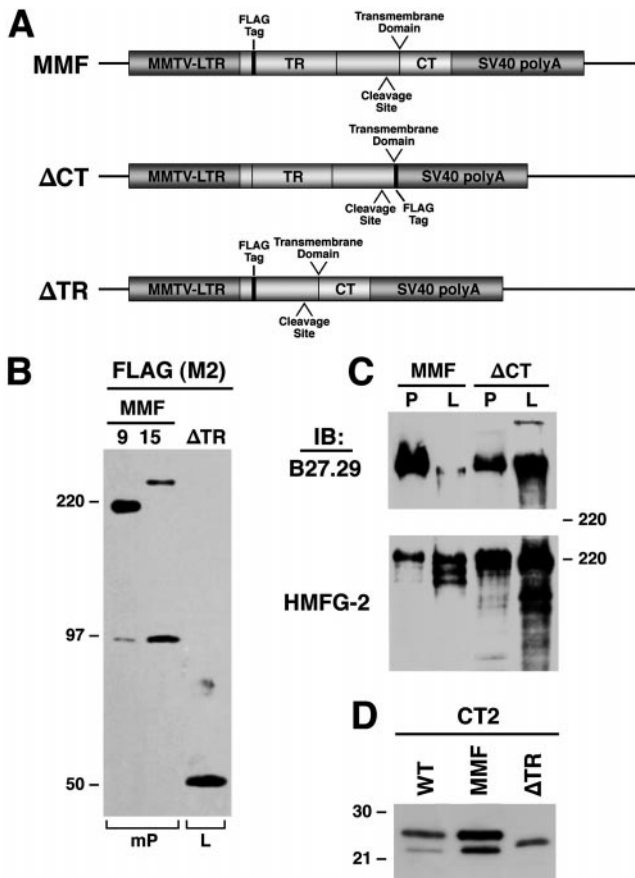 A
FLAG
Tag
Transmembrane
Domain
MMF
MMTV-LTR
TR
CT
SV40 polyA
Cleavage
Site
Transmembrane
Domain
ΔCT
MMTV-LTR
TR
SV40 polyA
Cleavage
Site
FLAG
Tag
FLAG
Tag
Transmembrane
Domain
ΔTR
MMTV-LTR
CT
SV40 polyA
Cleavage
Site
B
FLAG (M2)
MMF
9 15 ΔTR
220 –
97 –
50 –
mP L
C
MMF ΔCT
P L P L
IB:
B27.29
– 220
– 220
HMFG-2
D
CT2
WT MMF ΔTR
30 –
21 –